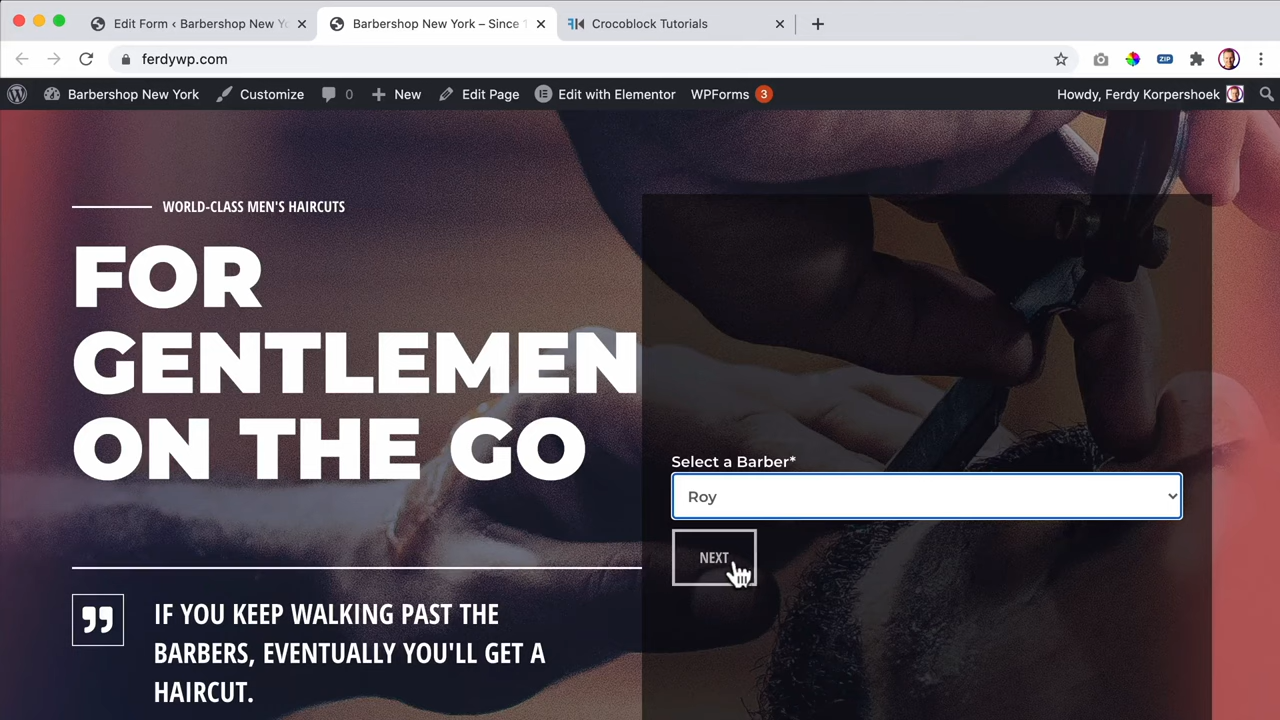 Edit Form ‹ Barbershop New Yo
Barbershop New York – Since 1
Crocoblock Tutorials
ferdywp.com
ZIP
Barbershop New York
Customize
0
New
Edit Page
Edit with Elementor
WPForms 3
Howdy, Ferdy Korpershoek
WORLD-CLASS MEN'S HAIRCUTS
FOR
GENTLEMEN
ON THE GO
IF YOU KEEP WALKING PAST THE
BARBERS, EVENTUALLY YOU'LL GET A
HAIRCUT.
Select a Barber*
Roy
NEXT